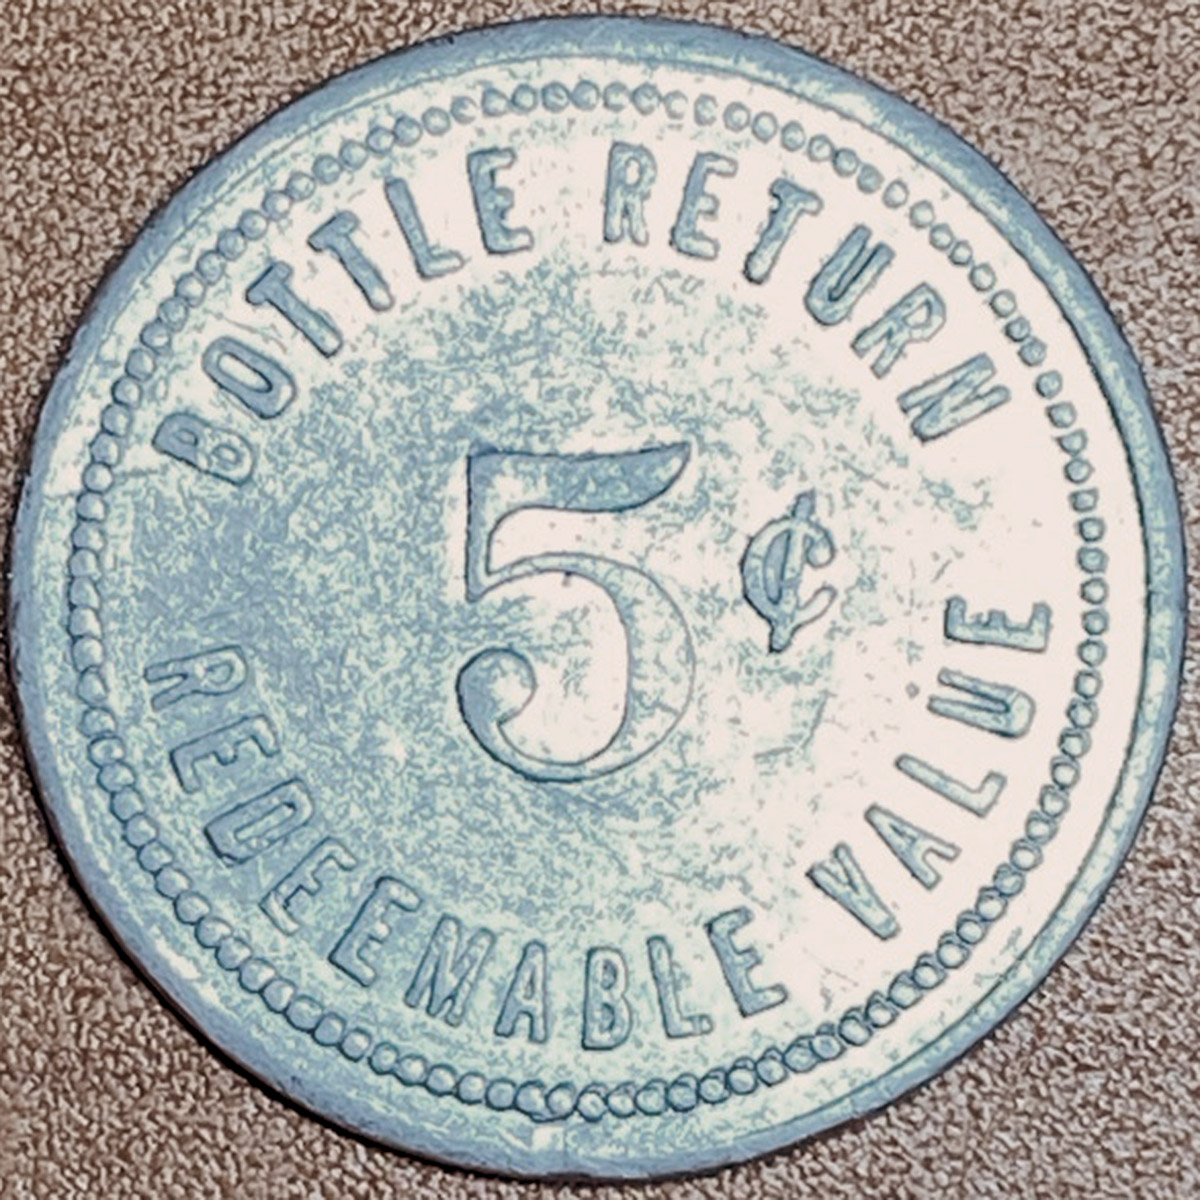 BOTTLE RETURN
5¢
REDEEMABLE VALUE